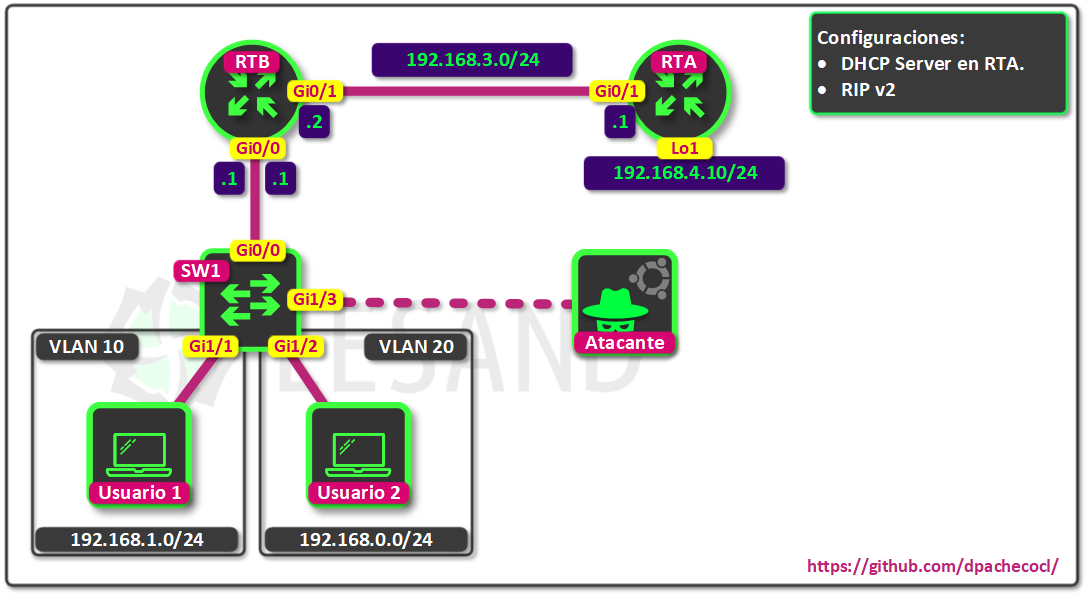 Configuraciones:
• DHCP Server en RTA.
• RIP v2
RTB
192.168.3.0/24
RTA
Gi0/1
Gi0/1
.2
.1
Gi0/0
Lo1
.1
.1
192.168.4.10/24
Gi0/0
SW1
Gi1/3
LESAND
Atacante
VLAN 10
Gi1/1
Gi1/2
VLAN 20
Usuario 1
Usuario 2
192.168.1.0/24
192.168.0.0/24
https://github.com/dpachecocl/